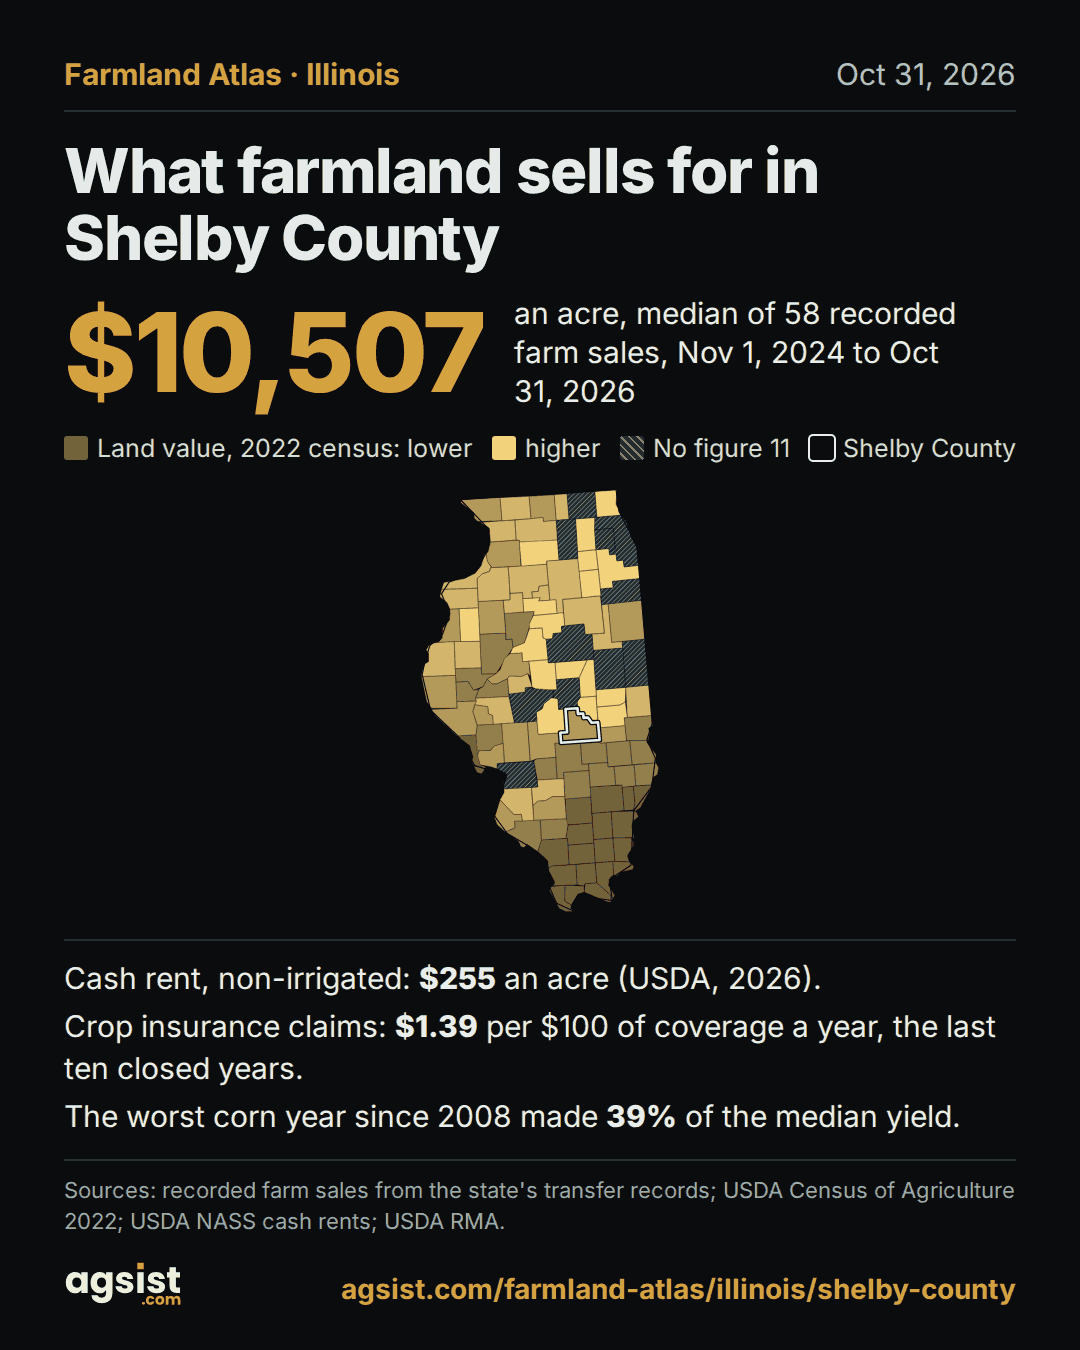 Farmland Atlas · Illinois
Oct 31, 2026
What farmland sells for in
Shelby County
$10,507
an acre, median of 58 recorded
farm sales, Nov 1, 2024 to Oct
31, 2026
Land value, 2022 census: lower
higher
No figure 11
Shelby County
Cash rent, non-irrigated: $255 an acre (USDA, 2026).
Crop insurance claims: $1.39 per $100 of coverage a year, the last
ten closed years.
The worst corn year since 2008 made 39% of the median yield.
Sources: recorded farm sales from the state's transfer records; USDA Census of Agriculture
2022; USDA NASS cash rents; USDA RMA.
agsist
.com
agsist.com/farmland-atlas/illinois/shelby-county